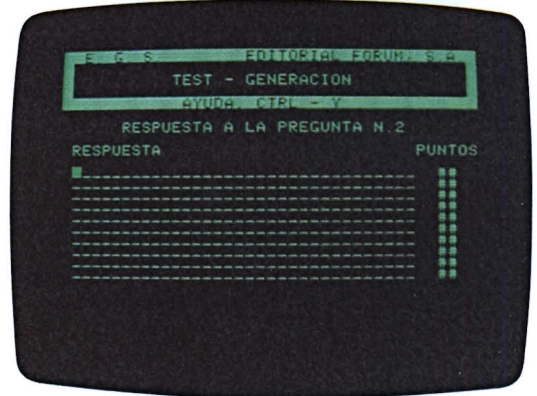 F. G. S EDITORIAL FORUM, S.A
TEST - GENERACION
AYUDA, CTRL - Y
RESPUESTA A LA PREGUNTA N.2
RESPUESTA PUNTOS